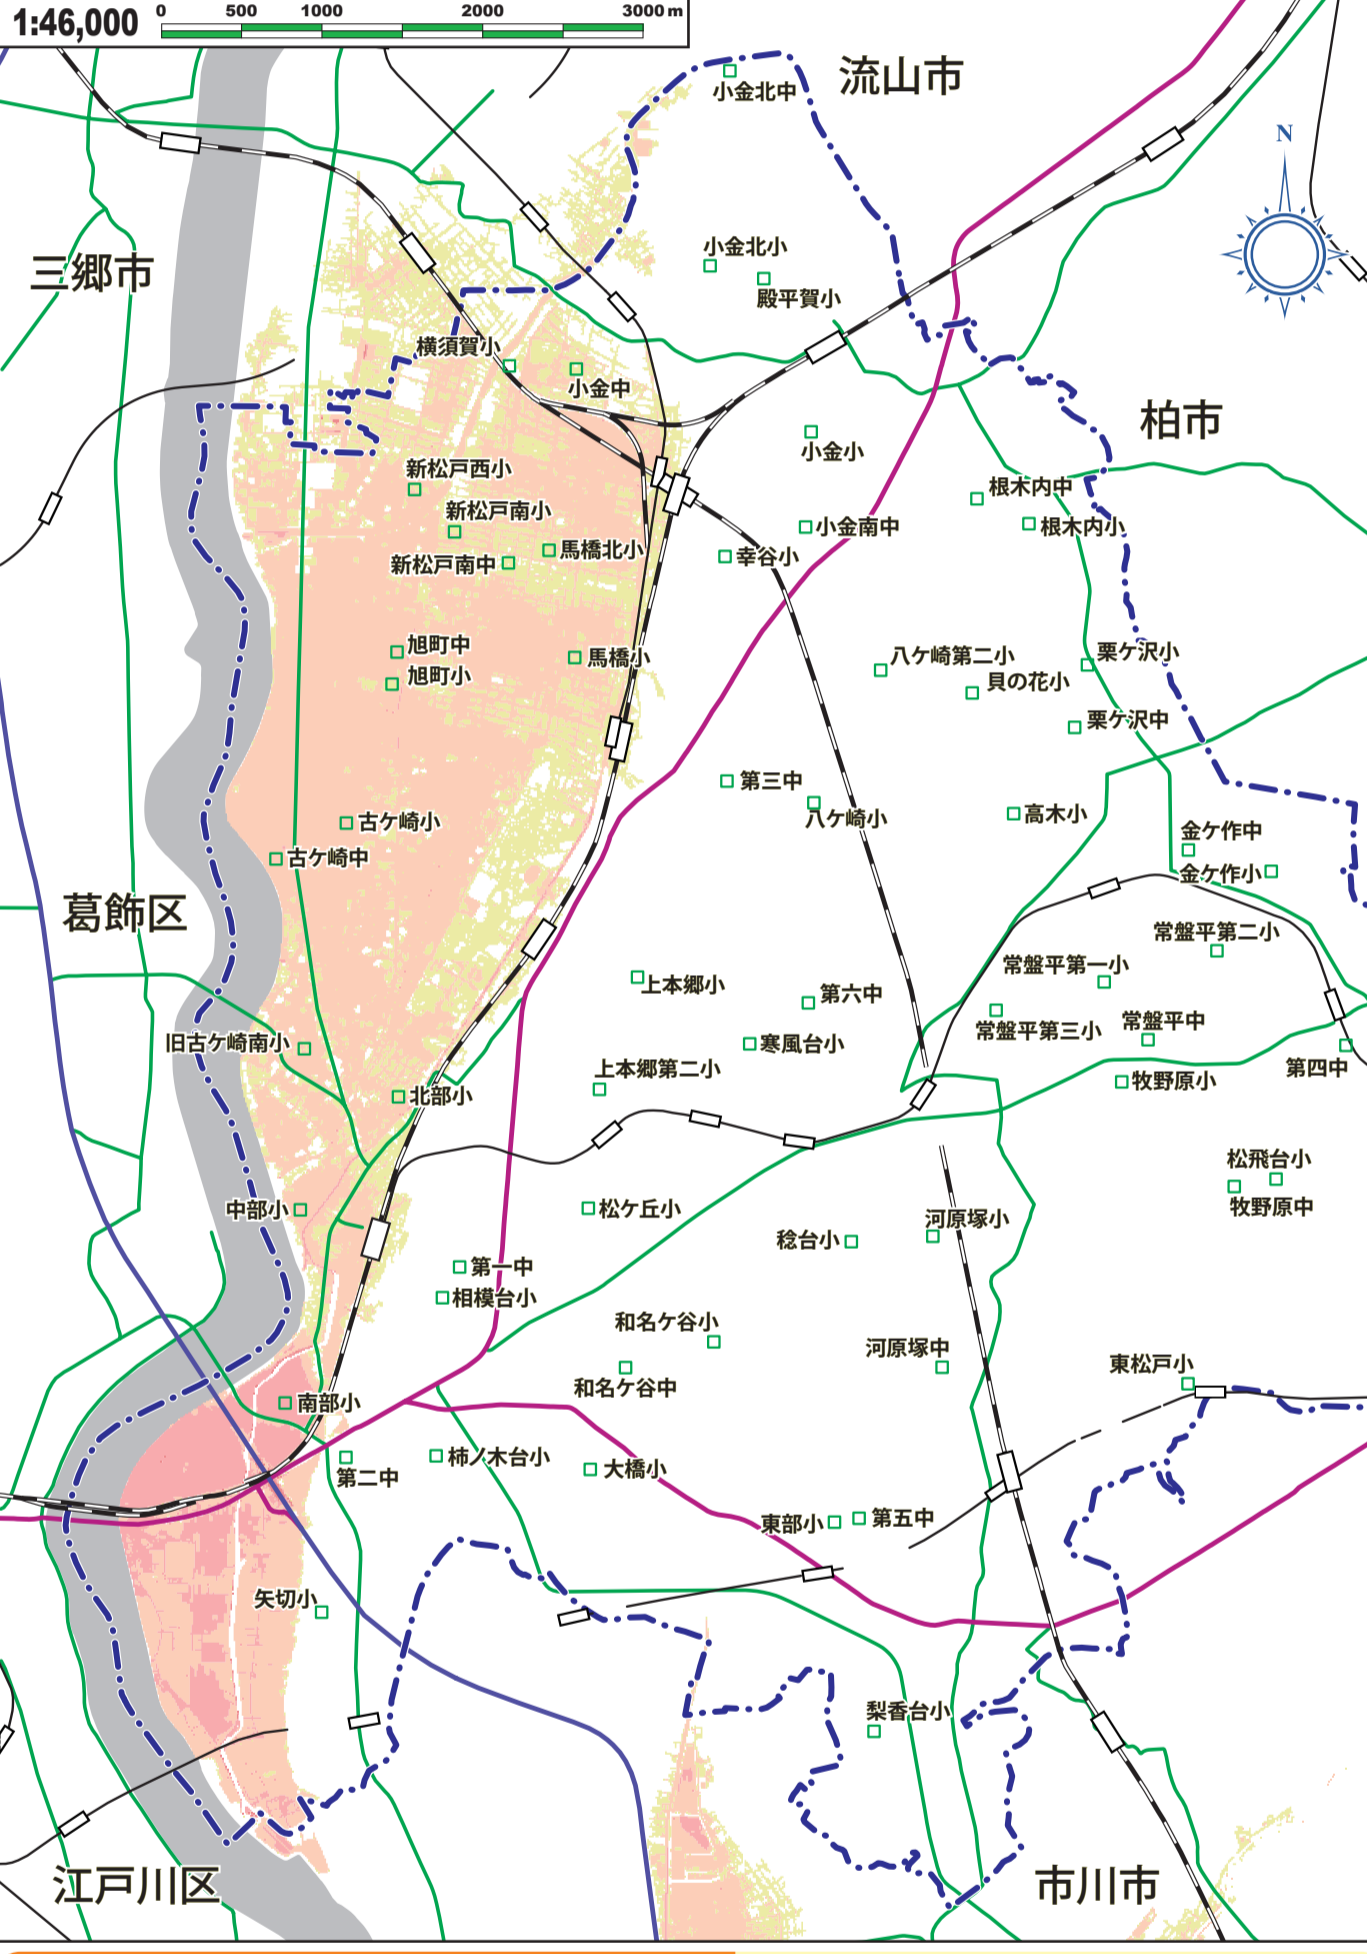 1:46,000
0 500 1000 2000 3000m
流山市
小金北中
N
三郷市
小金北小
殿平賀小
横須賀小
小金中
柏市
小金小
新松戸西小
根木内中
新松戸南小
小金南中
根木内小
馬橋北小
幸谷小
新松戸南中
旭町中
八ケ崎第二小
栗ケ沢小
馬橋小
旭町小
貝の花小
栗ケ沢中
第三中
高木小
八ケ崎小
古ケ崎小
金ケ作中
古ケ崎中
金ケ作小
葛飾区
常盤平第二小
常盤平第一小
上本郷小
第六中
常盤平中
常盤平第三小
旧古ケ崎南小
寒風台小
上本郷第二小
第四中
牧野原小
北部小
松飛台小
牧野原中
中部小
松ケ丘小
河原塚小
稔台小
第一中
相模台小
和名ケ谷小
河原塚中
東松戸小
和名ケ谷中
南部小
柿ノ木台小
大橋小
第二中
東部小
第五中
矢切小
梨香台小
江戸川区
市川市